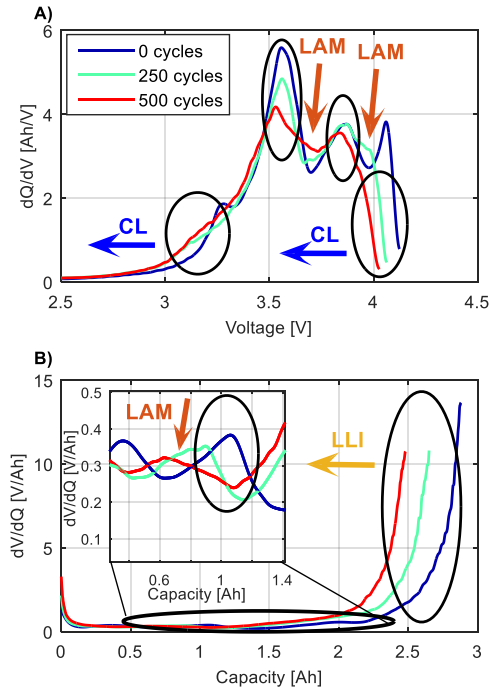 A)
6
4
2
0
dQ/dV [Ah/V]
0 cycles
250 cycles
500 cycles
LAM
LAM
CL
CL
2.5
3
3.5
4
4.5
Voltage [V]
B)
15
10
5
0
dV/dQ [V/Ah]
0.5
0.4
0.3
0.2
0.1
dV/dQ [V/Ah]
LAM
0.6
1
1.4
Capacity [Ah]
LLI
0
0.5
1
1.5
2
2.5
3
Capacity [Ah]